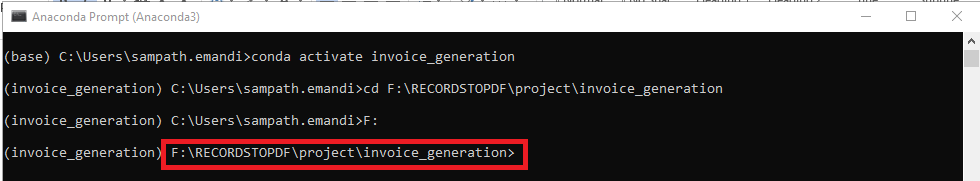 Anaconda Prompt (Anaconda3)
(base) C:\Users\sampath.emandi>conda activate invoice_generation
(invoice_generation) C:\Users\sampath.emandi>cd F:\RECORDSTOPDF\project\invoice_generation
(invoice_generation) C:\Users\sampath.emandi>F:
(invoice_generation) F:\RECORDSTOPDF\project\invoice_generation>